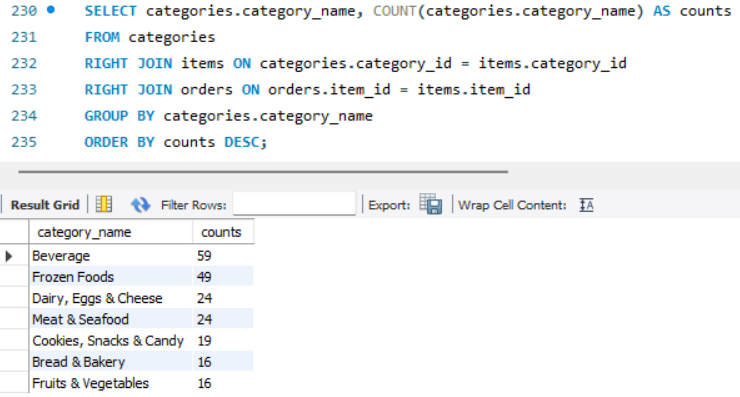 230 SELECT categories.category_name, COUNT(categories.category_name) AS counts
231 FROM categories
232 RIGHT JOIN items ON categories.category_id = items.category_id
233 RIGHT JOIN orders ON orders.item_id = items.item_id
234 GROUP BY categories.category_name
235 ORDER BY counts DESC;
Result Grid Filter Rows: Export: Wrap Cell Content: IA
category_name counts
Beverage 59
Frozen Foods 49
Dairy, Eggs & Cheese 24
Meat & Seafood 24
Cookies, Snacks & Candy 19
Bread & Bakery 16
Fruits & Vegetables 16